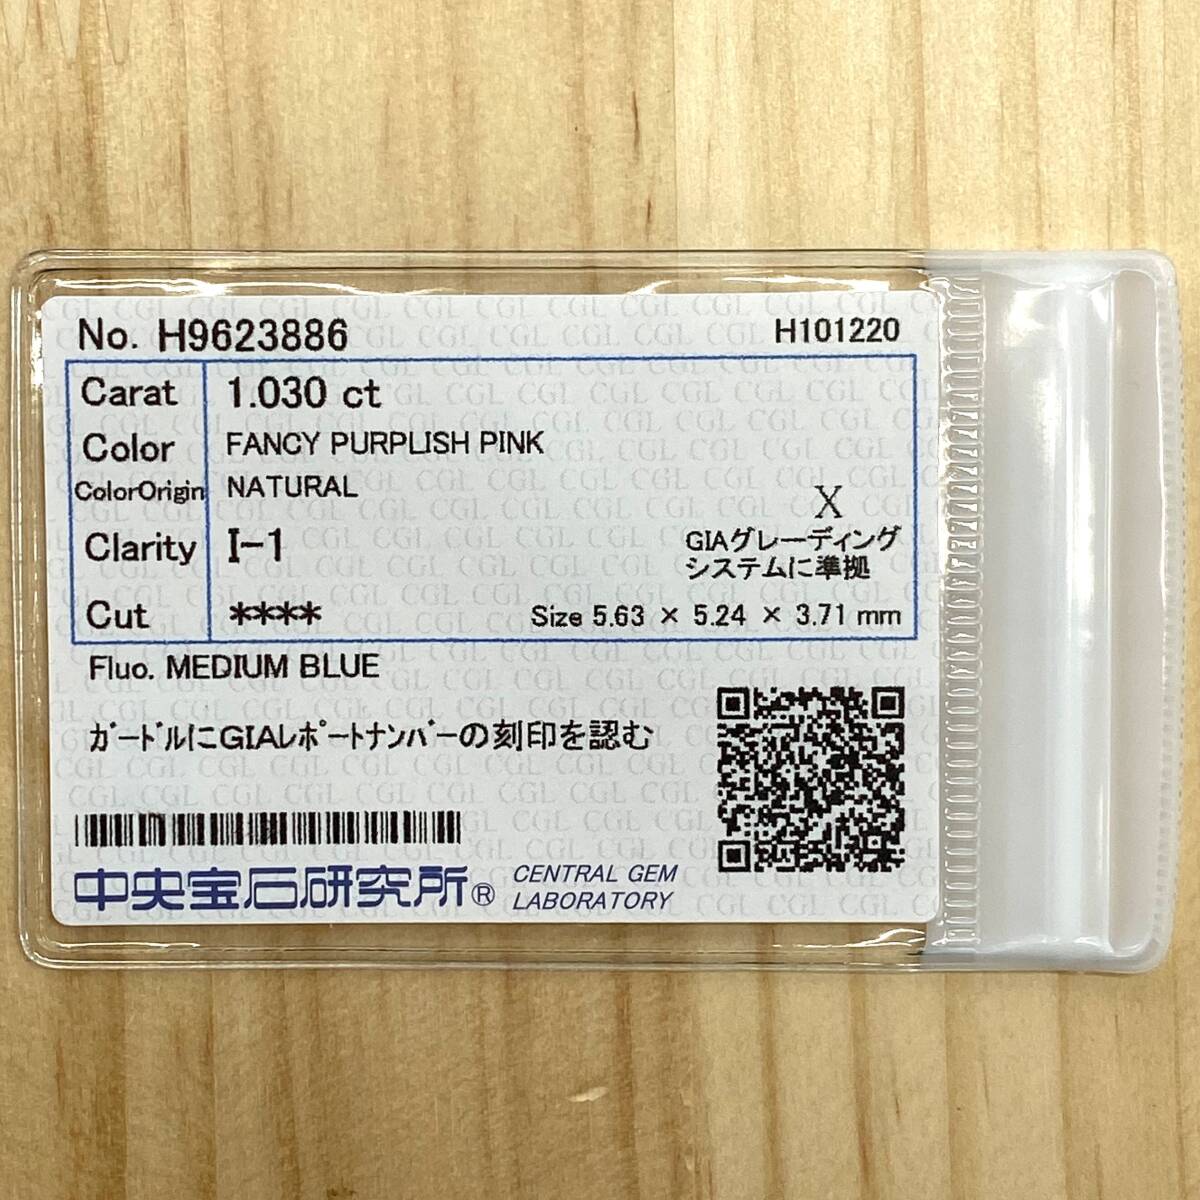 No. H9623886
H101220
Carat 1.030 ct
Color FANCY PURPLISH PINK
ColorOrigin NATURAL
X
Clarity I-1
GIAグレーディング
システムに準拠
Cut ****
Size 5.63 × 5.24 × 3.71 mm
Fluo. MEDIUM BLUE
ガードルにGIAレポートナンバーの刻印を認む
中央宝石研究所® CENTRAL GEM
LABORATORY